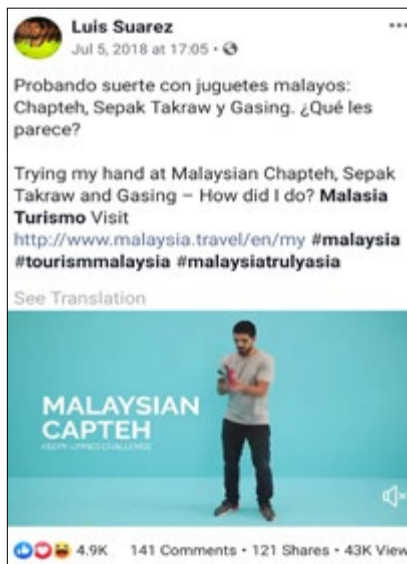 Luis Suarez
Jul 5, 2018 at 17:05 •
Probando suerte con juguetes malayos:
Chapteh, Sepak Takraw y Gasing. ¿Qué les
parece?
Trying my hand at Malaysian Chapteh, Sepak
Takraw and Gasing – How did I do? Malasia
Turismo Visit
http://www.malaysia.travel/en/my #malaysia
#tourismmalaysia #malaysiatrulyasia
See Translation
MALAYSIAN
CAPTEH
4.9K 141 Comments • 121 Shares • 43K View